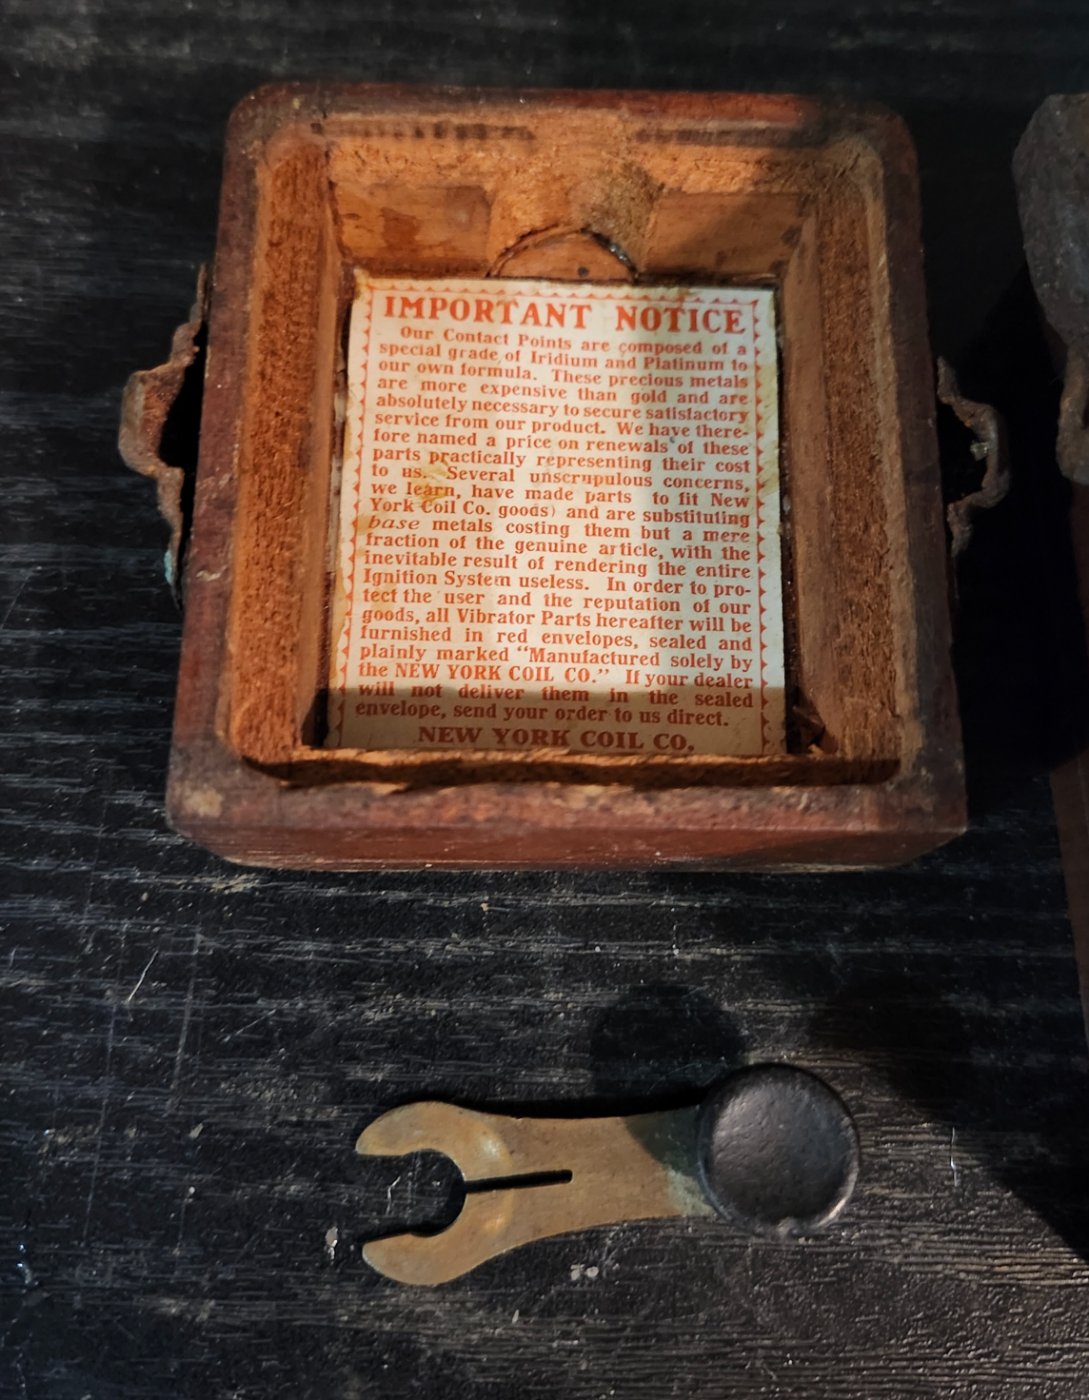 IMPORTANT NOTICE
Our Contact Points are composed of a
special grade of Iridium and Platinum to
our own formula. These precious metals
are more expensive than gold and are
absolutely necessary to secure satisfactory
service from our product. We have there-
fore named a price on renewals of these
parts practically representing their cost
to us. Several unscrupulous concerns,
we learn, have made parts to fit New
York Coil Co. goods) and are substituting
base metals costing them but a mere
fraction of the genuine article, with the
inevitable result of rendering the entire
Ignition System useless. In order to pro-
tect the user and the reputation of our
goods, all Vibrator Parts hereafter will be
furnished in red envelopes, sealed and
plainly marked "Manufactured solely by
the NEW YORK COIL CO." If your dealer
will not deliver them in the sealed
envelope, send your order to us direct.
NEW YORK COIL CO.